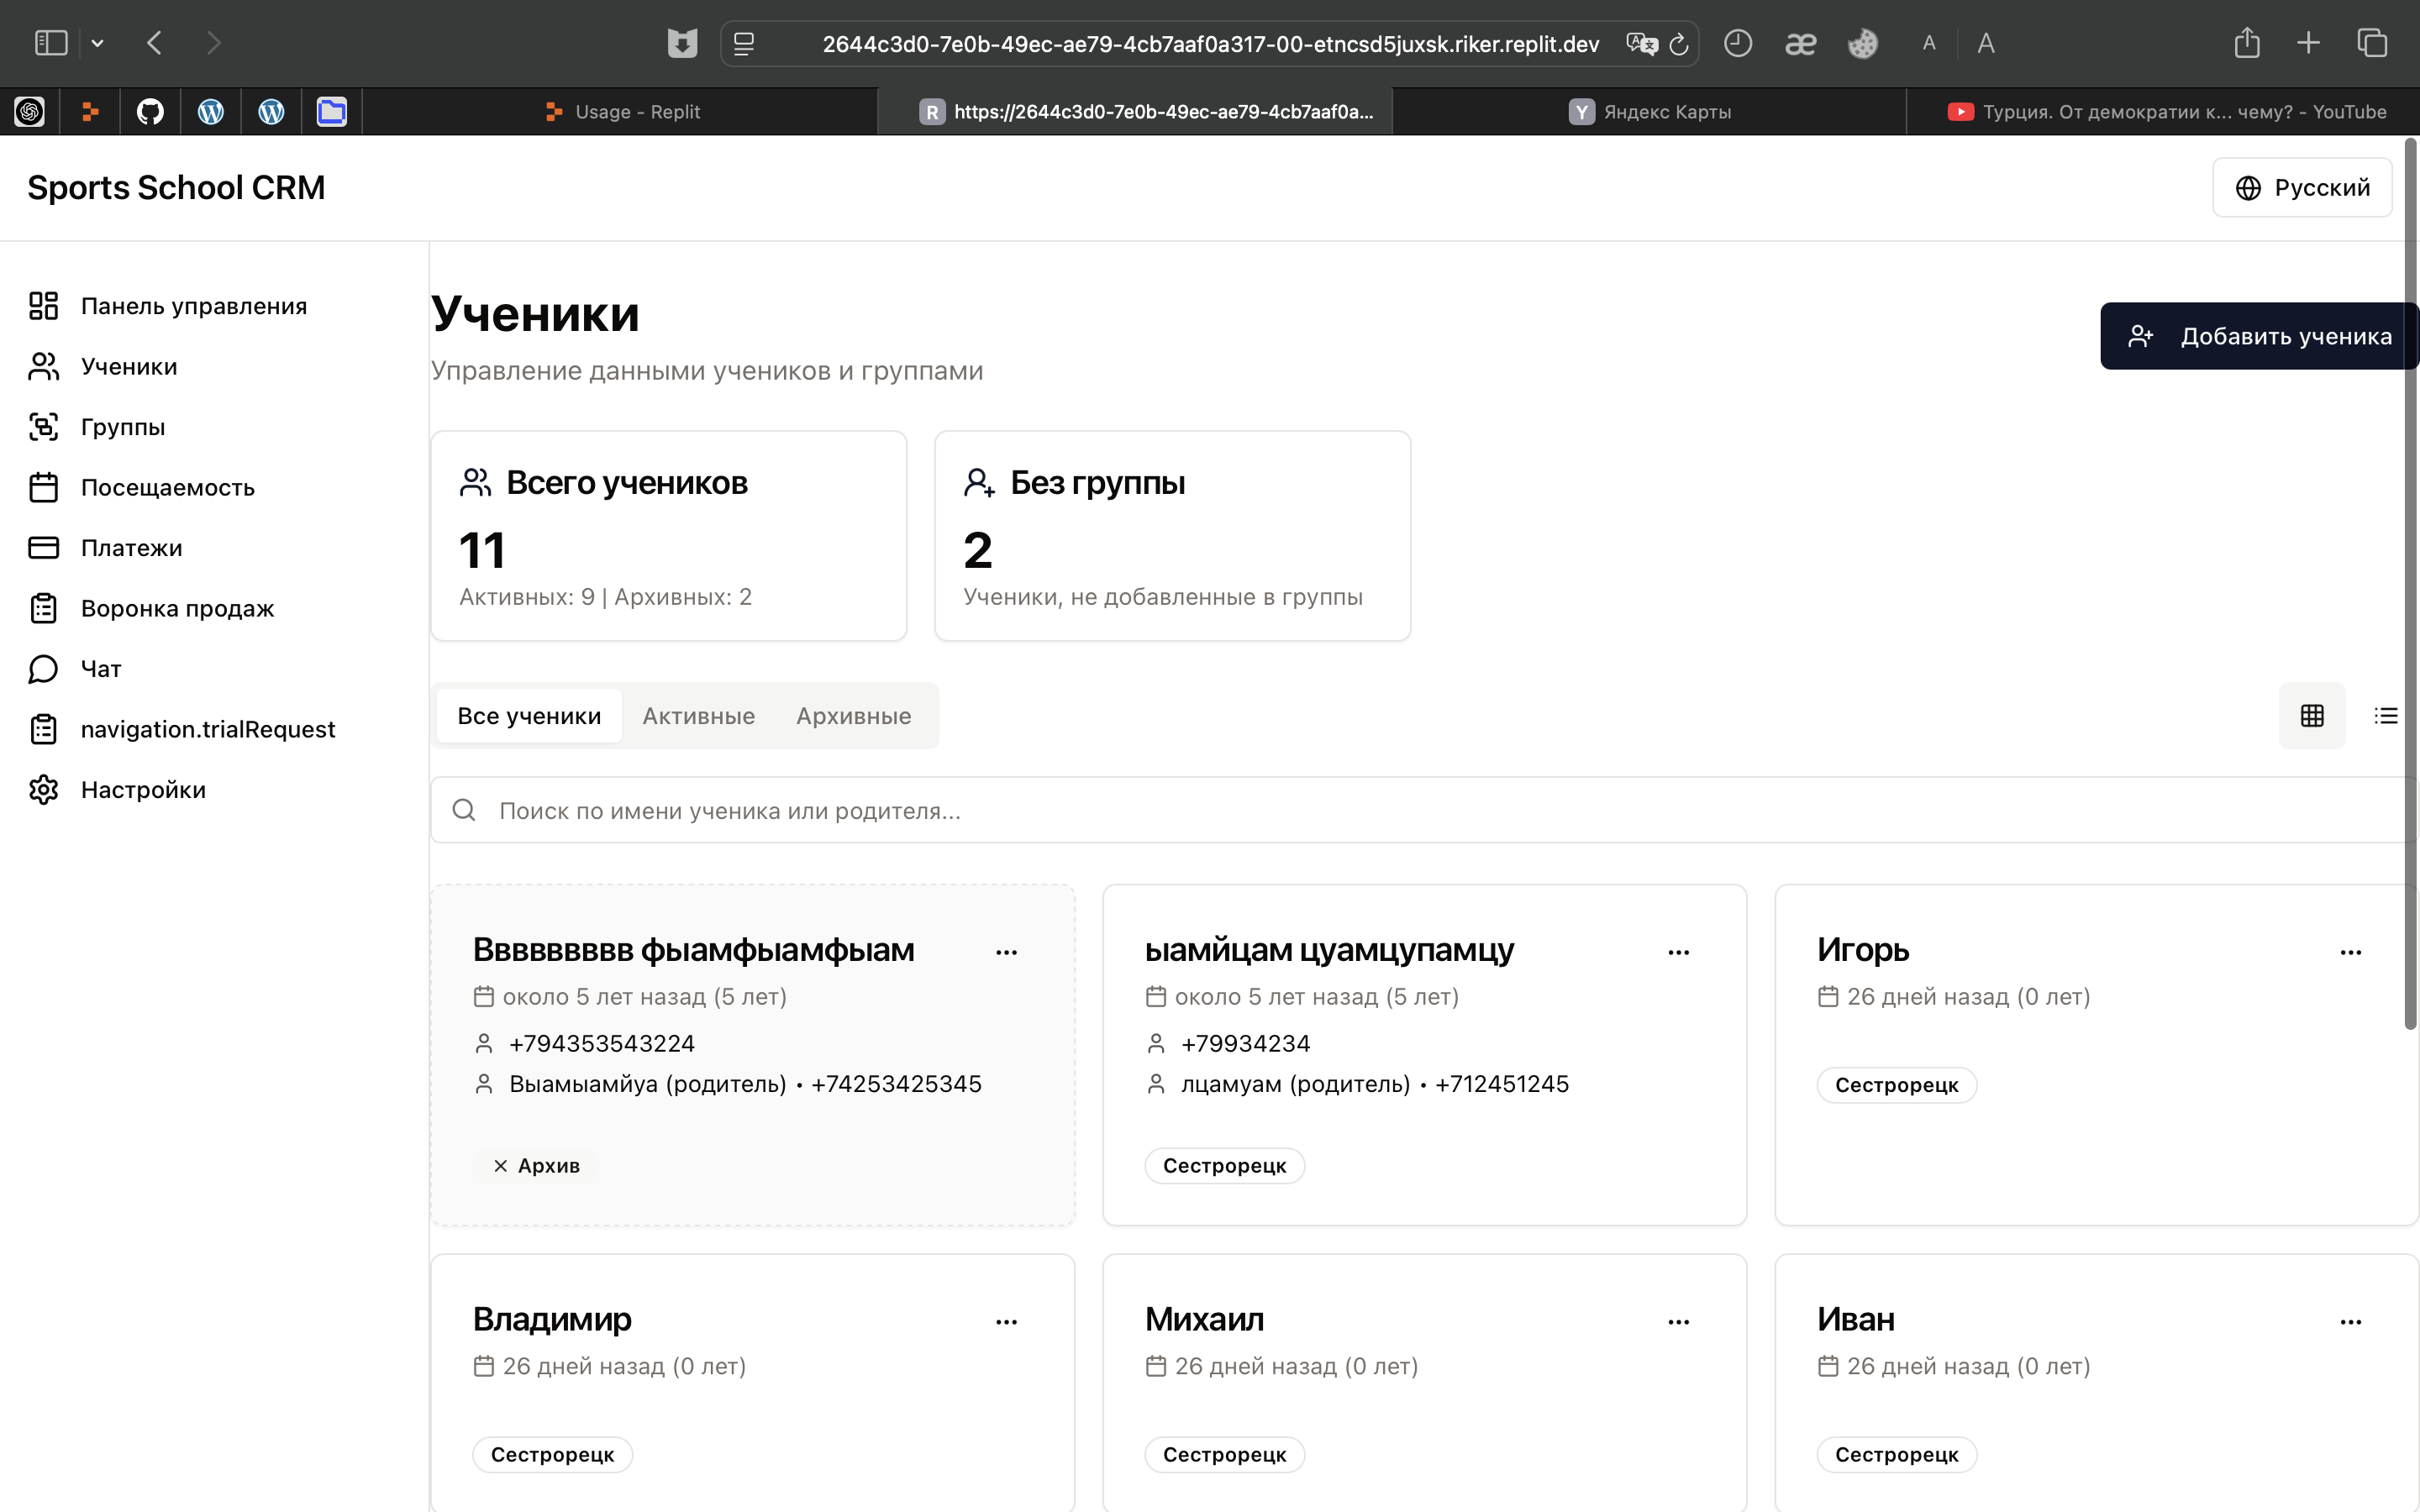 2644c3d0-7e0b-49ec-ae79-4cb7aaf0a317-00-etncsd5juxsk.riker.replit.dev
æ A A
Usage - Replit
R https://2644c3d0-7e0b-49ec-ae79-4cb7aaf0a...
Y Яндекс Карты
Турция. От демократии к... чему? - YouTube
Sports School CRM
Русский
Панель управления
Ученики
Группы
Посещаемость
Платежи
Воронка продаж
Чат
navigation.trialRequest
Настройки
Ученики
Управление данными учеников и группами
Добавить ученика
Всего учеников
11
Активных: 9 | Архивных: 2
Без группы
2
Ученики, не добавленные в группы
Все ученики Активные Архивные
Поиск по имени ученика или родителя...
Вввввввв фыамфыамфыам ...
около 5 лет назад (5 лет)
+794353543224
Выамыамйуа (родитель) • +74253425345
Архив
ыамйцам цуамцупамцу ...
около 5 лет назад (5 лет)
+79934234
лцамуам (родитель) • +712451245
Сестрорецк
Игорь ...
26 дней назад (0 лет)
Сестрорецк
Владимир ...
26 дней назад (0 лет)
Сестрорецк
Михаил ...
26 дней назад (0 лет)
Сестрорецк
Иван ...
26 дней назад (0 лет)
Сестрорецк